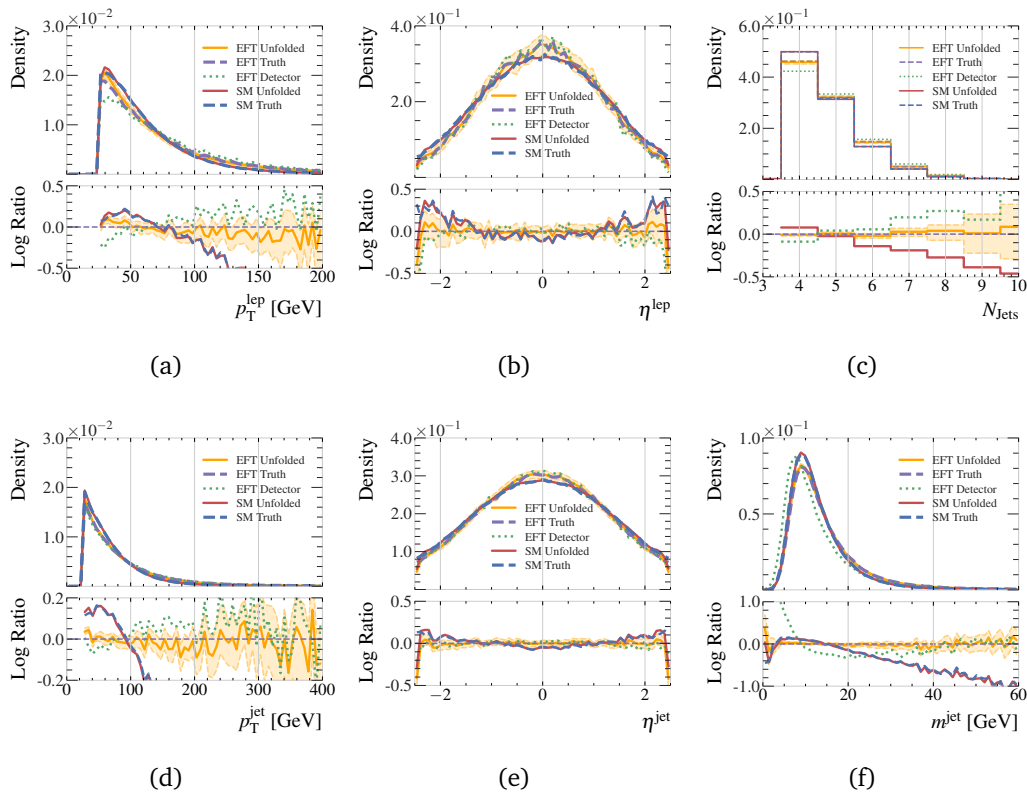 ×10−2
3.0
2.0
1.0
Density
EFT Unfolded
EFT Truth
EFT Detector
SM Unfolded
SM Truth
0.5
0.0
-0.5
Log Ratio
0 50 100 150 200
p_T^lep [GeV]
(a)
×10−1
4.0
2.0
Density
EFT Unfolded
EFT Truth
EFT Detector
SM Unfolded
SM Truth
0.5
0.0
-0.5
Log Ratio
−2 0 2
η^lep
(b)
×10−1
6.0
4.0
2.0
Density
EFT Unfolded
EFT Truth
EFT Detector
SM Unfolded
SM Truth
0.5
0.0
-0.5
Log Ratio
3 4 5 6 7 8 9 10
N_Jets
(c)
×10−2
3.0
2.0
1.0
Density
EFT Unfolded
EFT Truth
EFT Detector
SM Unfolded
SM Truth
0.2
0.0
-0.2
Log Ratio
0 100 200 300 400
p_T^jet [GeV]
(d)
×10−1
4.0
3.0
2.0
1.0
Density
EFT Unfolded
EFT Truth
EFT Detector
SM Unfolded
SM Truth
0.5
0.0
-0.5
Log Ratio
−2 0 2
η^jet
(e)
×10−1
1.0
0.5
Density
EFT Unfolded
EFT Truth
EFT Detector
SM Unfolded
SM Truth
1.0
0.0
-1.0
Log Ratio
0 20 40 60
m^jet [GeV]
(f)